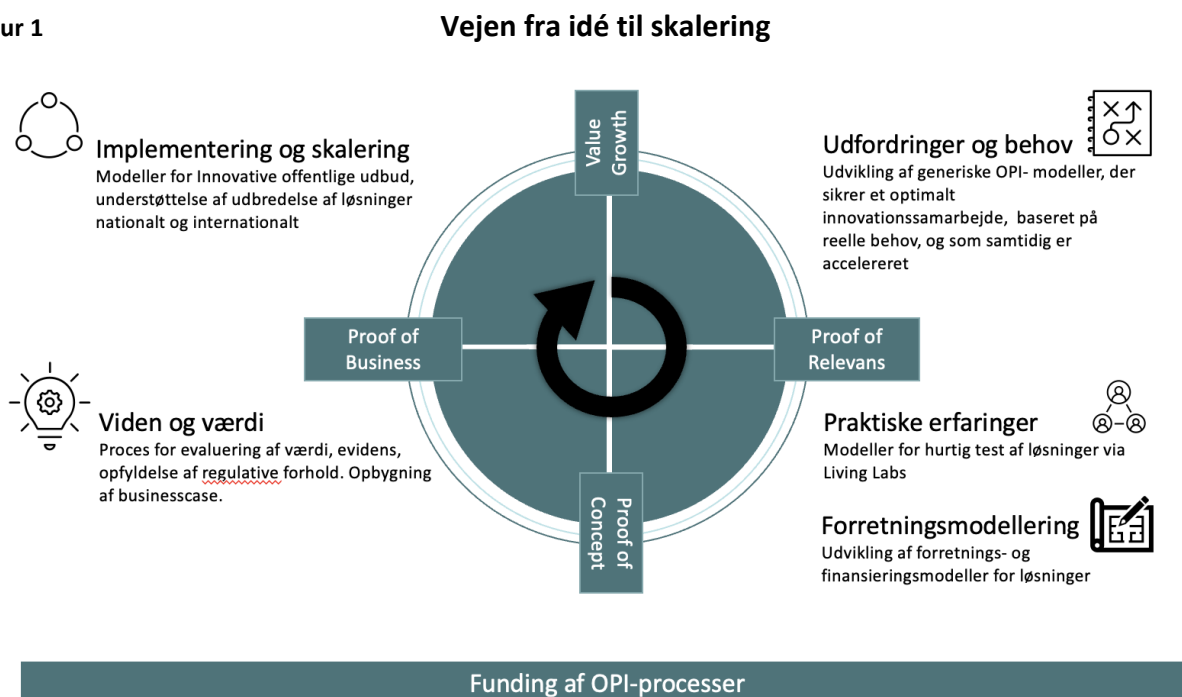 ur 1
Vejen fra idé til skalering
Implementering og skalering
Modeller for Innovative offentlige udbud,
understøttelse af udbredelse af løsninger
nationalt og internationalt
Value
Growth
Udfordringer og behov
Udvikling af generiske OPI- modeller, der
sikrer et optimalt
innovationssamarbejde, baseret på
reelle behov, og som samtidig er
accelereret
Proof of
Business
Proof of
Relevans
Viden og værdi
Proces for evaluering af værdi, evidens,
opfyldelse af regulative forhold. Opbygning
af businesscase.
Proof of
Concept
Praktiske erfaringer
Modeller for hurtig test af løsninger via
Living Labs
Forretningsmodellering
Udvikling af forretnings- og
finansieringsmodeller for løsninger
Funding af OPI-processer